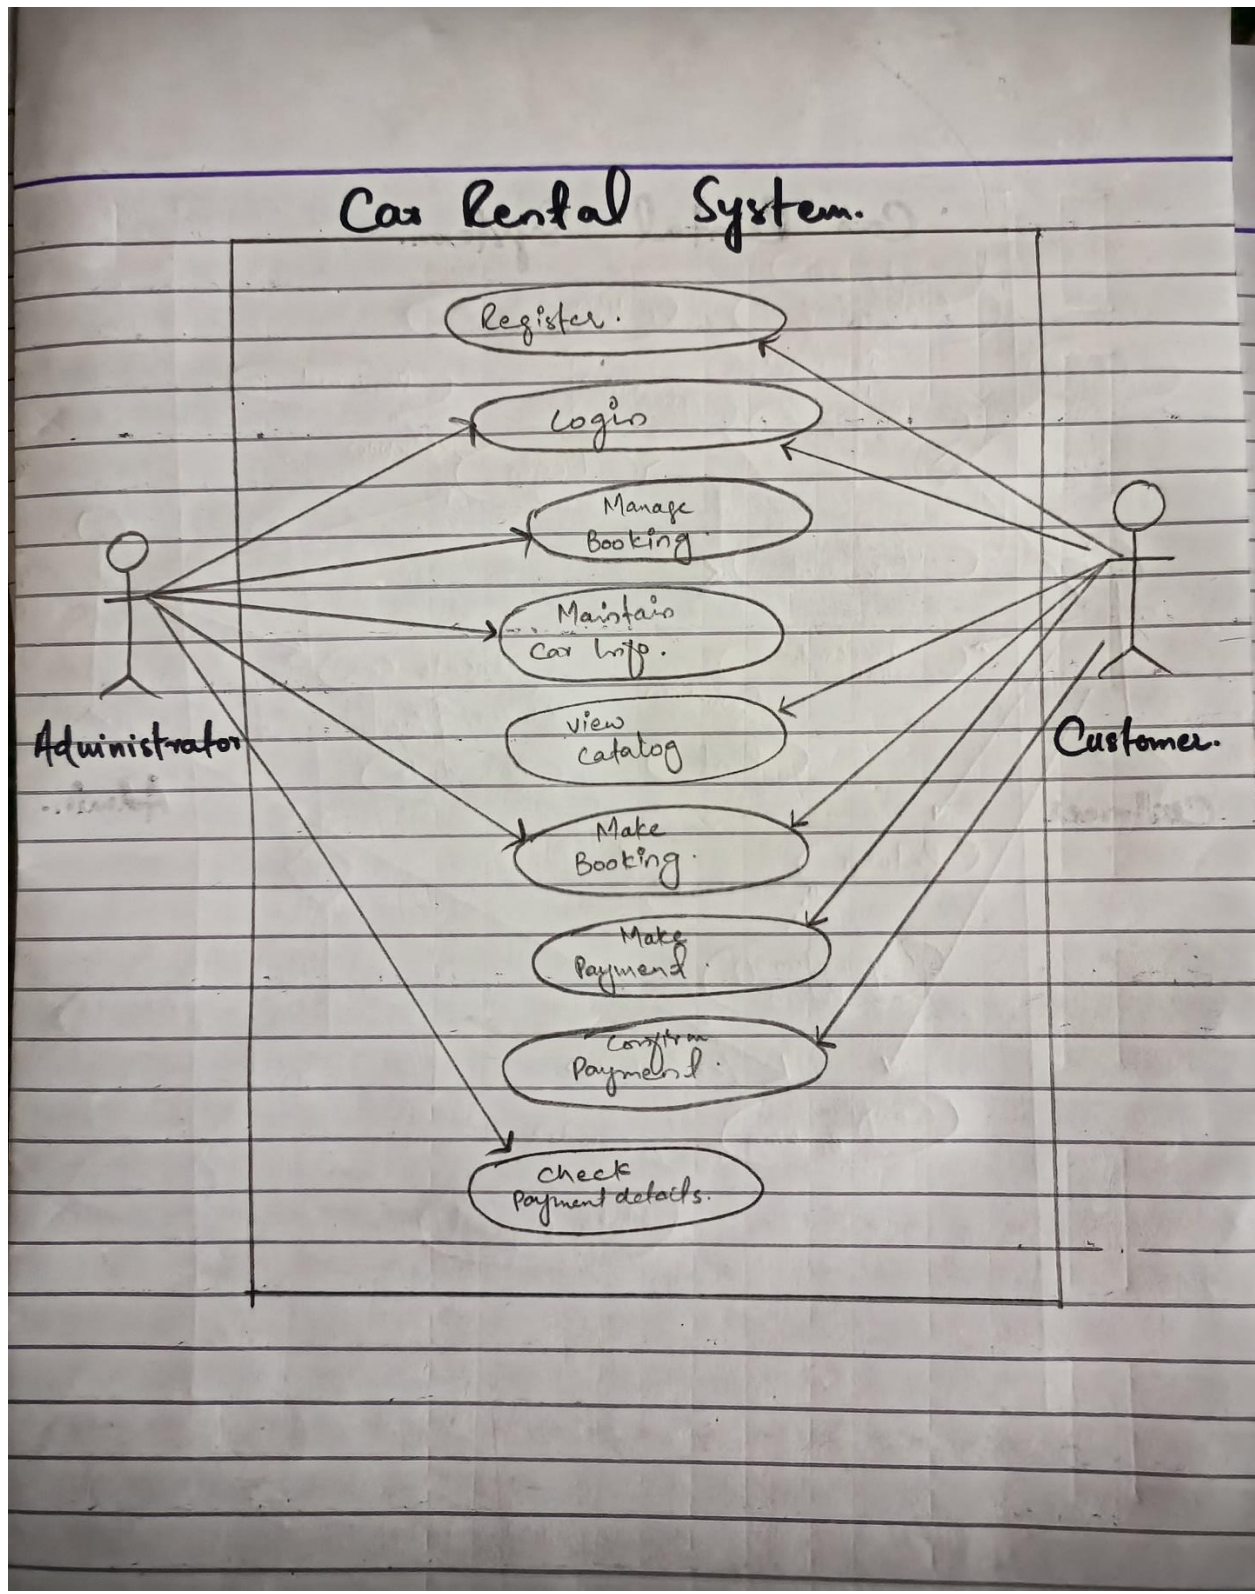 Car Rental System.
Register.
Login
Manage
Booking.
Maintain
Car Info.
View
Catalog
Administrator
Customer.
Make
Booking.
Make
Payment.
Confirm
Payment.
Check
Payment details.